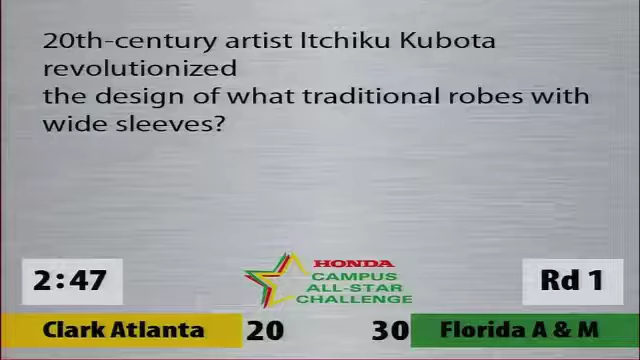 20th-century artist Itchiku Kubota
revolutionized
the design of what traditional robes with
wide sleeves?
2:47
HONDA
CAMPUS
ALL-STAR
CHALLENGE
Rd 1
Clark Atlanta 20 30 Florida A & M